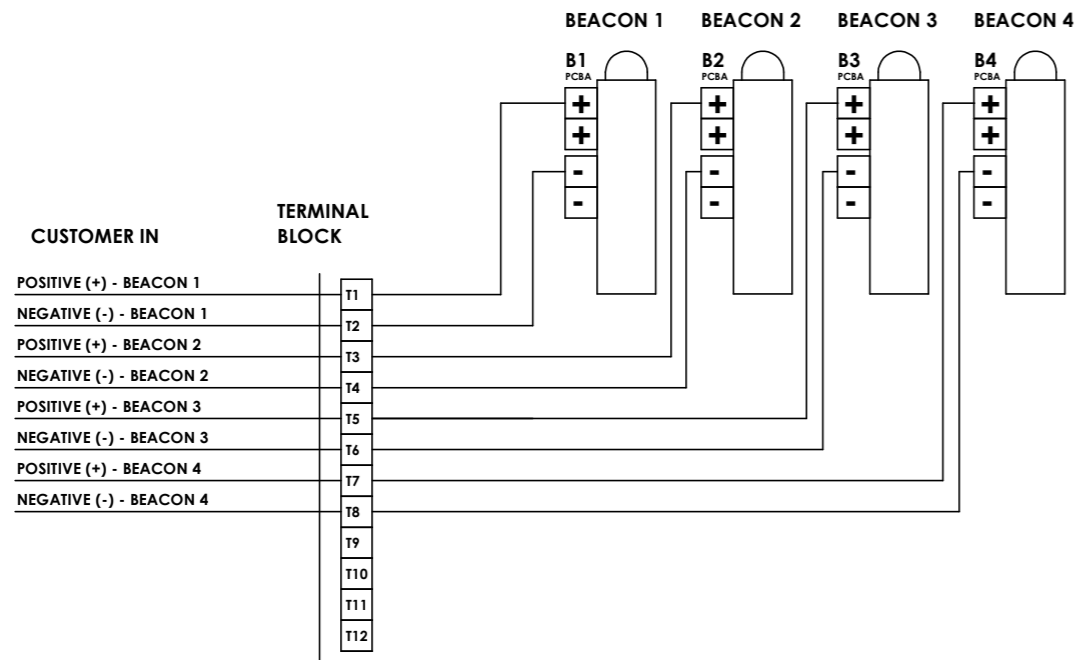 BEACON 1 BEACON 2 BEACON 3 BEACON 4
B1 B2 B3 B4
PCBA PCBA PCBA PCBA
+ + + +
+ + + +
- - - -
- - - -
TERMINAL
CUSTOMER IN BLOCK
POSITIVE (+) - BEACON 1 T1
NEGATIVE (-) - BEACON 1 T2
POSITIVE (+) - BEACON 2 T3
NEGATIVE (-) - BEACON 2 T4
POSITIVE (+) - BEACON 3 T5
NEGATIVE (-) - BEACON 3 T6
POSITIVE (+) - BEACON 4 T7
NEGATIVE (-) - BEACON 4 T8
T9
T10
T11
T12